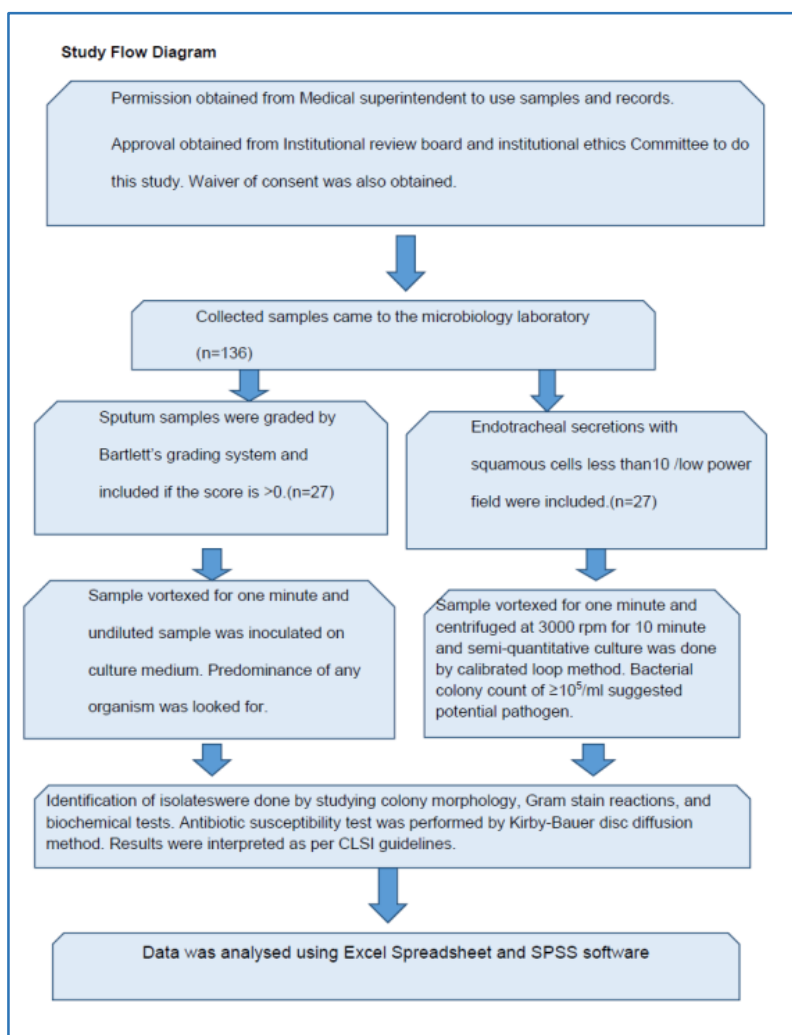 Study Flow Diagram
Permission obtained from Medical superintendent to use samples and records.
Approval obtained from Institutional review board and institutional ethics Committee to do
this study. Waiver of consent was also obtained.
Collected samples came to the microbiology laboratory
(n=136)
Sputum samples were graded by
Bartlett's grading system and
included if the score is >0.(n=27)
Endotracheal secretions with
squamous cells less than10 /low power
field were included.(n=27)
Sample vortexed for one minute and
undiluted sample was inoculated on
culture medium. Predominance of any
organism was looked for.
Sample vortexed for one minute and
centrifuged at 3000 rpm for 10 minute
and semi-quantitative culture was done
by calibrated loop method. Bacterial
colony count of ≥10⁵/ml suggested
potential pathogen.
Identification of isolateswere done by studying colony morphology, Gram stain reactions, and
biochemical tests. Antibiotic susceptibility test was performed by Kirby-Bauer disc diffusion
method. Results were interpreted as per CLSI guidelines.
Data was analysed using Excel Spreadsheet and SPSS software